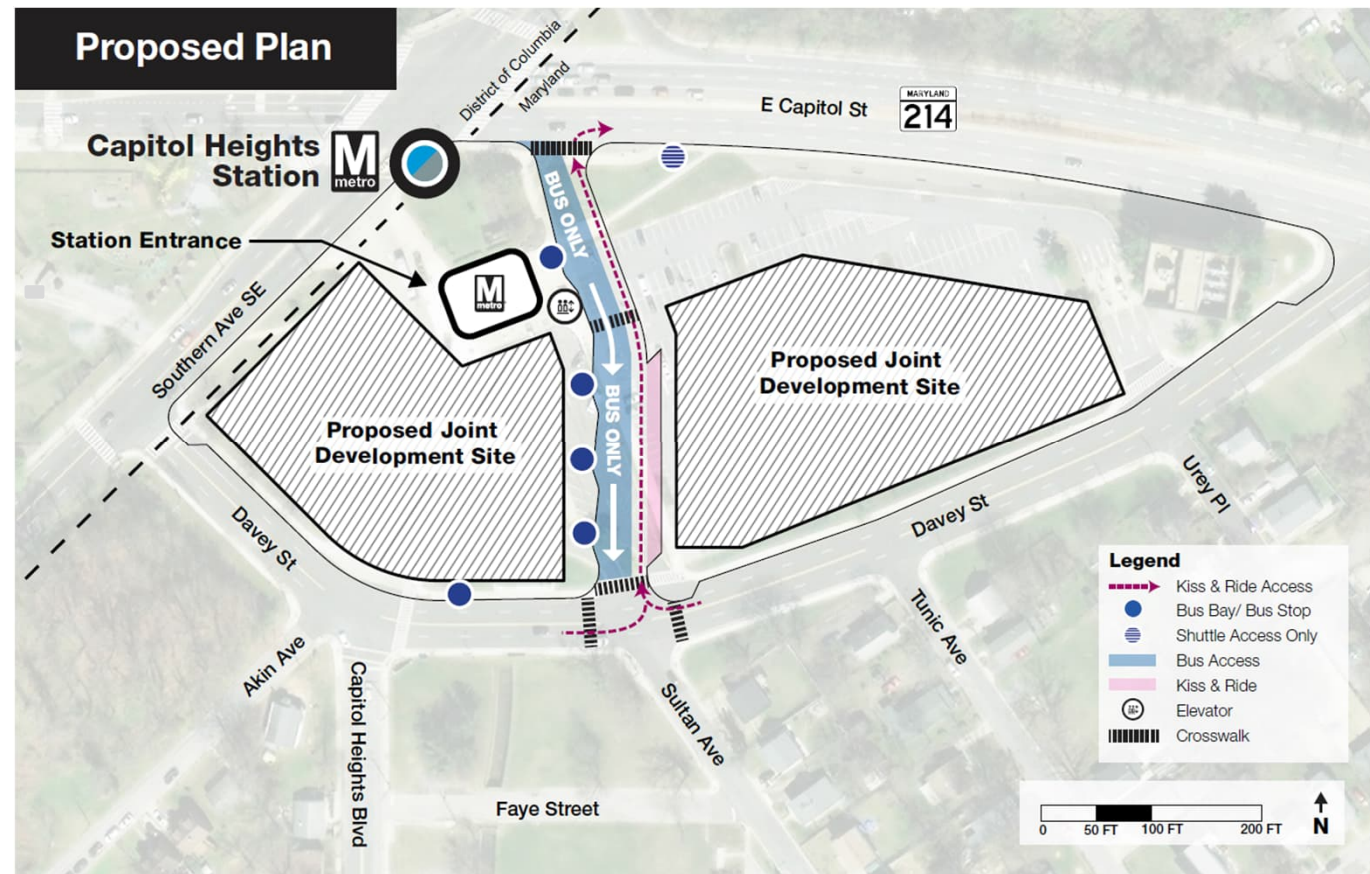 Proposed Plan
District of Columbia
Maryland
E Capitol St
MARYLAND
214
Capitol Heights
Station
M
metro
BUS ONLY
Station Entrance
M
metro
Southern Ave SE
Proposed Joint
Development Site
Proposed Joint
Development Site
BUS ONLY
Davey St
Davey St
Urey Pl
Akin Ave
Capitol Heights Blvd
Sultan Ave
Tunic Ave
Faye Street
Legend
Kiss & Ride Access
Bus Bay/ Bus Stop
Shuttle Access Only
Bus Access
Kiss & Ride
Elevator
Crosswalk
0 50 FT 100 FT 200 FT
N